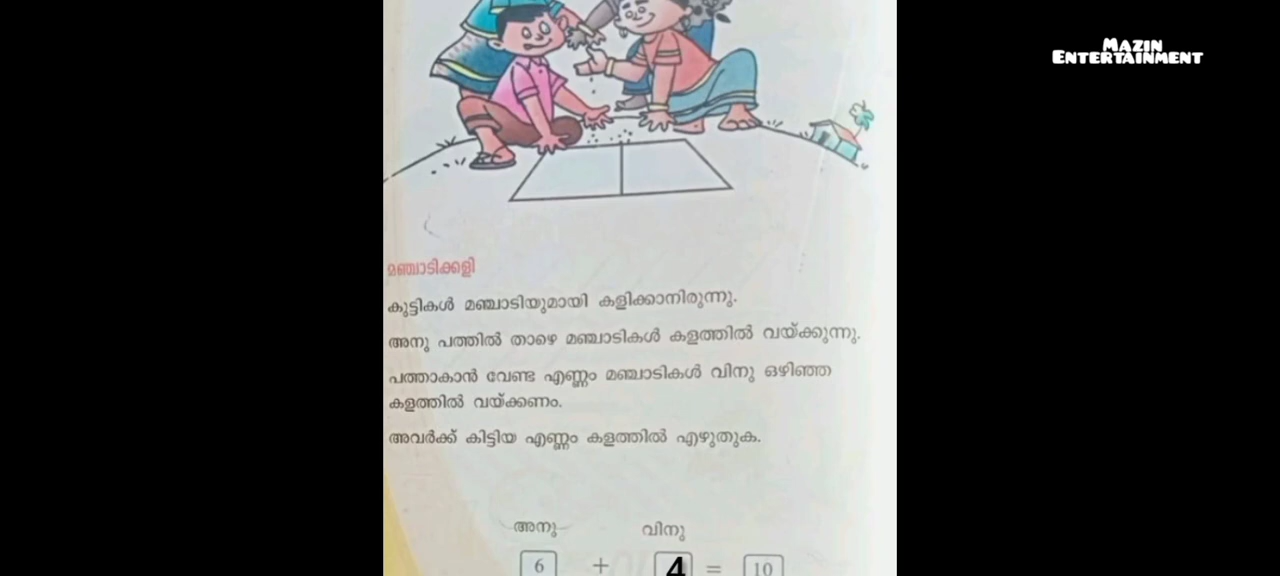 MAZIN
ENTERTAINMENT
മഞ്ചാടിക്കളി
കുട്ടികൾ മഞ്ചാടിയുമായി കളിക്കാനിരുന്നു.
അനു പത്തിൽ താഴെ മഞ്ചാടികൾ കളത്തിൽ വയ്ക്കുന്നു.
പത്താകാൻ വേണ്ട എണ്ണം മഞ്ചാടികൾ വിനു ഒഴിഞ്ഞ
കളത്തിൽ വയ്ക്കണം.
അവർക്ക് കിട്ടിയ എണ്ണം കളത്തിൽ എഴുതുക.
അനു വിനു
6 + 4 = 10